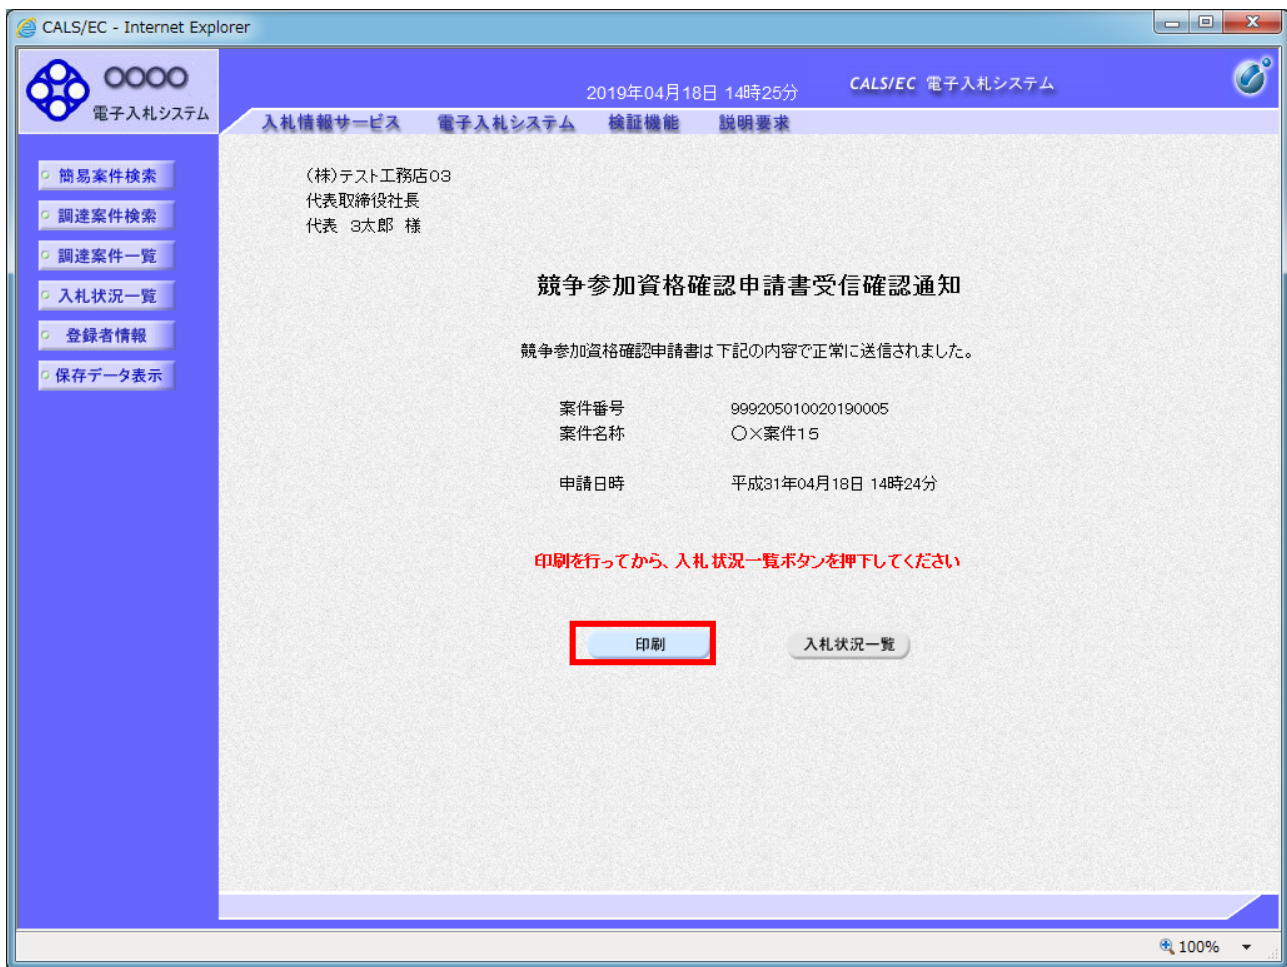 CALS/EC - Internet Explorer
○○○○
電子入札システム
2019年04月18日 14時25分
CALS/EC 電子入札システム
入札情報サービス 電子入札システム 検証機能 説明要求
簡易案件検索
調達案件検索
調達案件一覧
入札状況一覧
登録者情報
保存データ表示
(株)テスト工務店03
代表取締役社長
代表 3太郎 様
競争参加資格確認申請書受信確認通知
競争参加資格確認申請書は下記の内容で正常に送信されました。
案件番号 999205010020190005
案件名称 ○×案件15
申請日時 平成31年04月18日 14時24分
印刷を行ってから、入札状況一覧ボタンを押下してください
印刷 入札状況一覧
100%